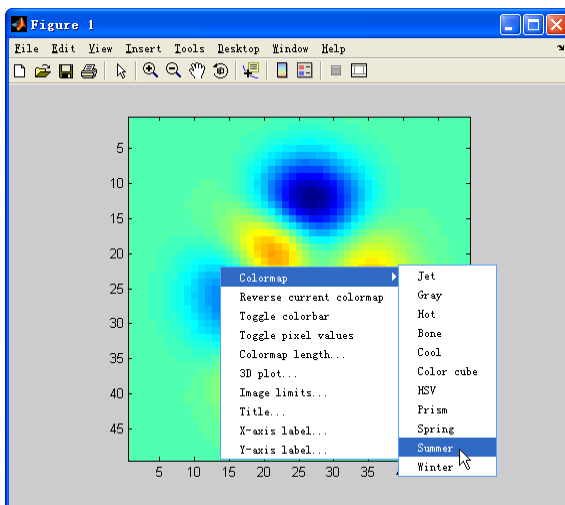 Figure 1
File Edit View Insert Tools Desktop Window Help
5
10
15
20
30
35
40
45
5 10 15 20 25 30 35 4
Colormap
Reverse current colormap
Toggle colorbar
Toggle pixel values
Colormap length...
3D plot...
Image limits...
Title...
X-axis label...
Y-axis label...
Jet
Gray
Hot
Bone
Cool
Color cube
HSV
Prism
Spring
Summer
Winter